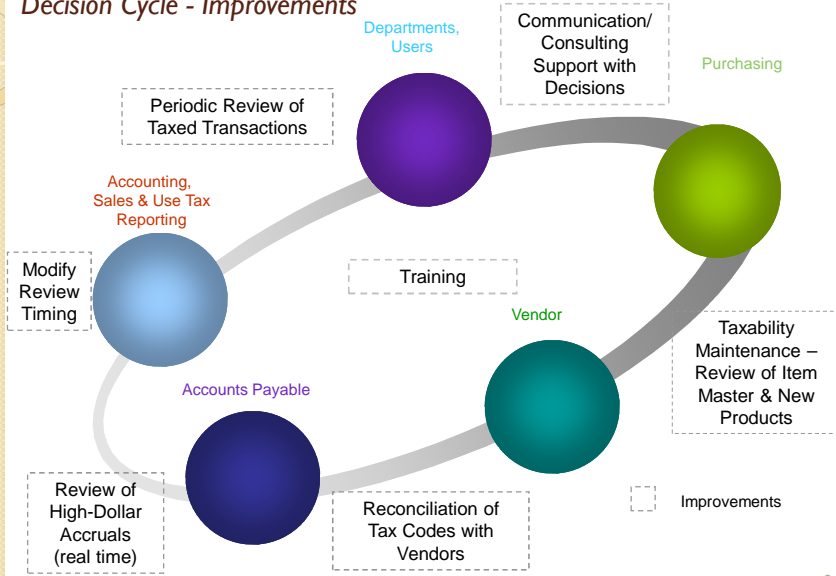 Decision Cycle - Improvements
Departments,
Users
Communication/
Consulting
Support with
Decisions
Purchasing
Periodic Review of
Taxed Transactions
Accounting,
Sales & Use Tax
Reporting
Modify
Review
Timing
Training
Vendor
Taxability
Maintenance –
Review of Item
Master & New
Products
Accounts Payable
Review of
High-Dollar
Accruals
(real time)
Reconciliation of
Tax Codes with
Vendors
Improvements